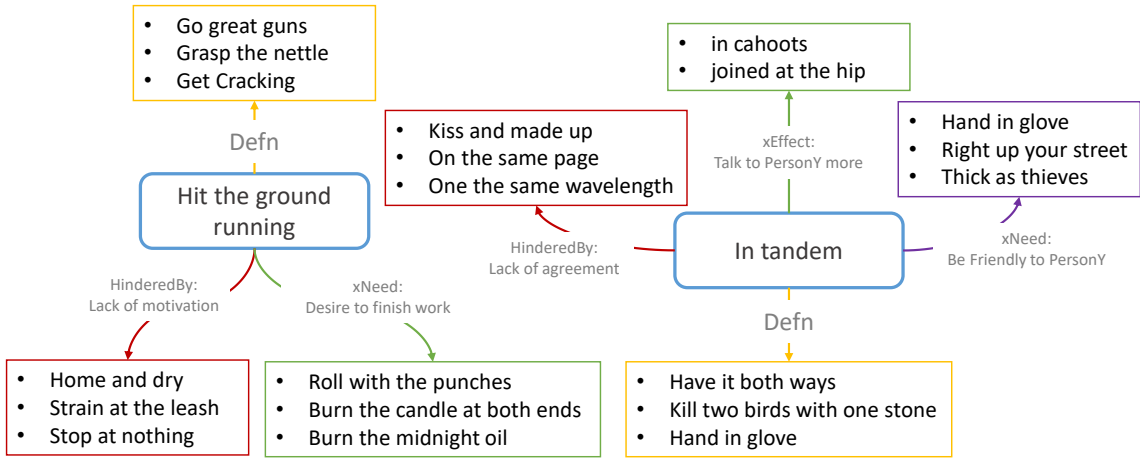 • Go great guns
• Grasp the nettle
• Get Cracking
Defn
Hit the ground
running
HinderedBy:
Lack of motivation
xNeed:
Desire to finish work
• Home and dry
• Strain at the leash
• Stop at nothing
• Roll with the punches
• Burn the candle at both ends
• Burn the midnight oil
• in cahoots
• joined at the hip
• Kiss and made up
• On the same page
• One the same wavelength
xEffect:
Talk to PersonY more
• Hand in glove
• Right up your street
• Thick as thieves
HinderedBy:
Lack of agreement
In tandem
xNeed:
Be Friendly to PersonY
Defn
• Have it both ways
• Kill two birds with one stone
• Hand in glove